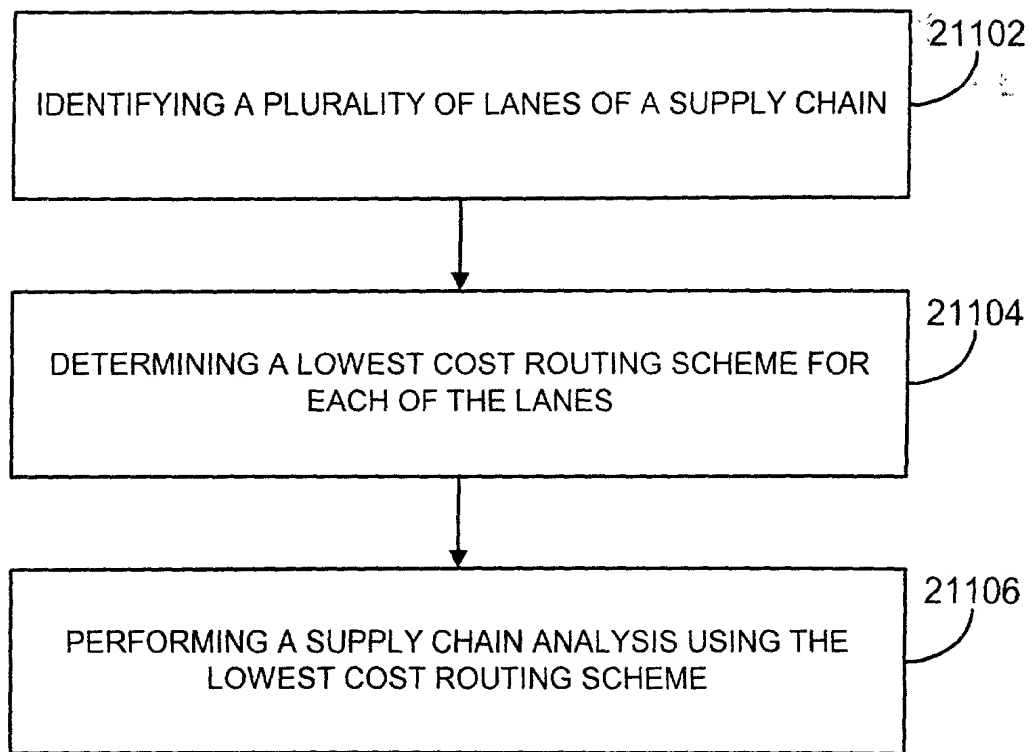 21102
IDENTIFYING A PLURALITY OF LANES OF A SUPPLY CHAIN
21104
DETERMINING A LOWEST COST ROUTING SCHEME FOR
EACH OF THE LANES
21106
PERFORMING A SUPPLY CHAIN ANALYSIS USING THE
LOWEST COST ROUTING SCHEME